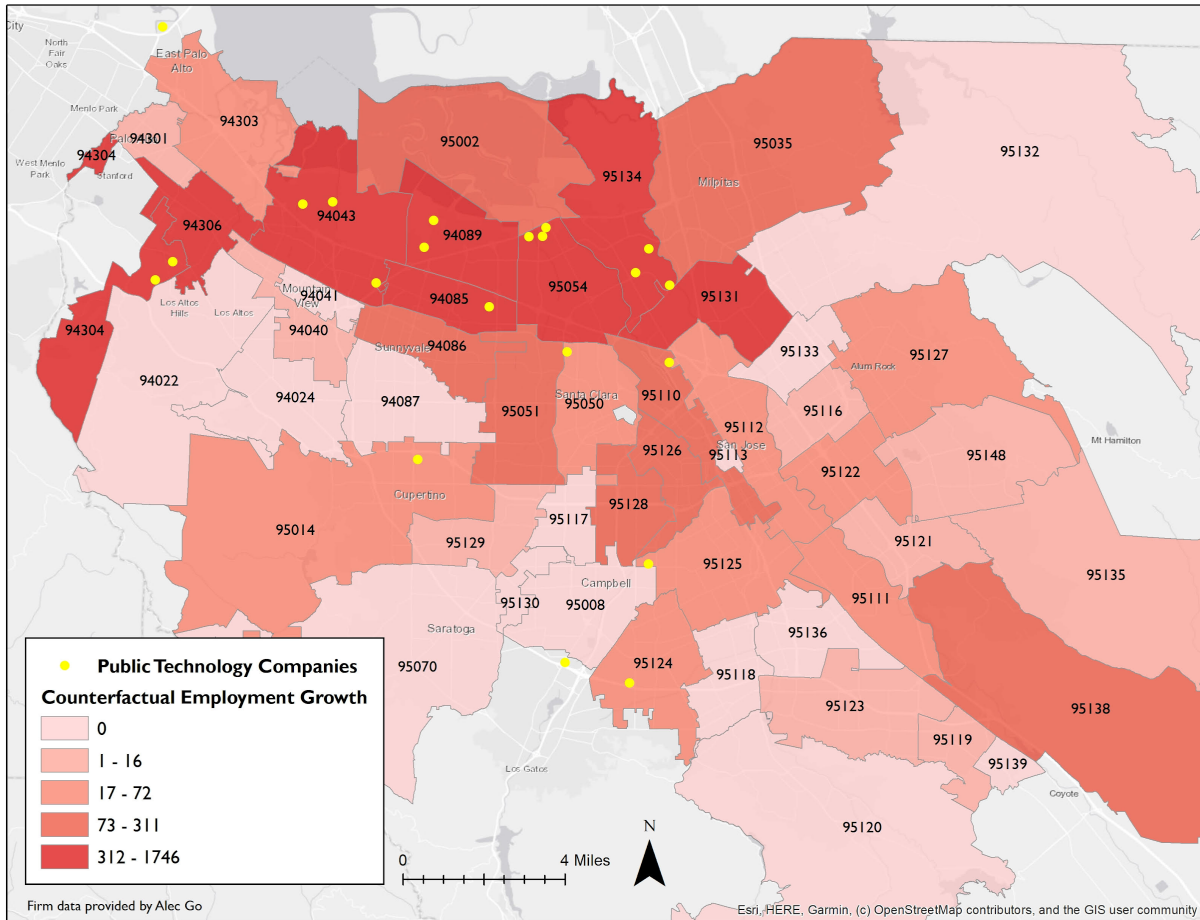 City
North
Fair
Oaks
East Palo
Alto
Menlo Park
94303
94301
94304
West Menlo
Park
Stanford
95002
95035
95132
95134
Milpitas
94306
94043
94089
95054
95131
94085
Mountain
View
94041
Los Altos
Hills
Los Altos
94304
94040
Sunnyvale
94086
95133
95127
Alum Rock
94022
94024
94087
95051
Santa Clara
95050
95110
95116
95112
San Jose
95113
95126
Mt Hamilton
95148
95122
Cupertino
95014
95128
95117
95129
95121
95125
95135
Campbell
95008
95130
95111
Saratoga
95136
95070
95124
95118
95138
95123
95119
95139
Los Gatos
Coyote
95120
Public Technology Companies
Counterfactual Employment Growth
0
1 - 16
17 - 72
73 - 311
312 - 1746
N
0
4 Miles
Firm data provided by Alec Go
Esri, HERE, Garmin, (c) OpenStreetMap contributors, and the GIS user community